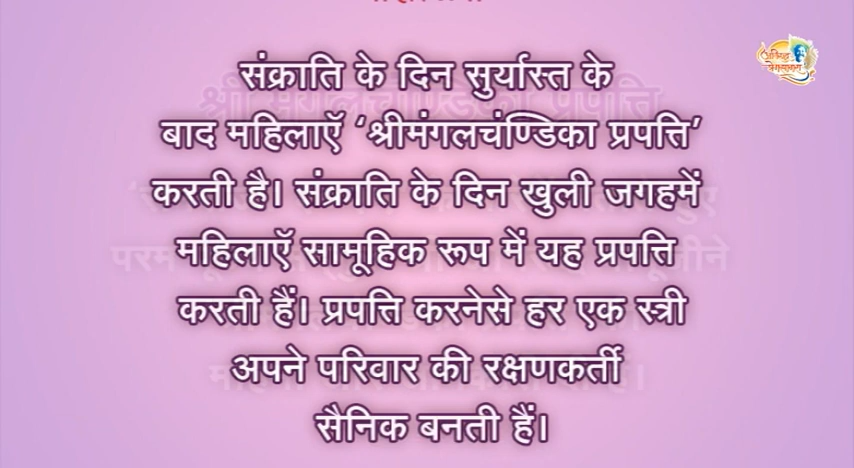 संक्राति के दिन सुर्यास्त के
बाद महिलाऍ ‘श्रीमंगलचंण्डिका प्रपत्ति’
करती है। संक्राति के दिन खुली जगहमें
महिलाऍ सामूहिक रूप में यह प्रपत्ति
करती हैं। प्रपत्ति करनेसे हर एक स्त्री
अपने परिवार की रक्षणकर्ती
सैनिक बनती हैं।